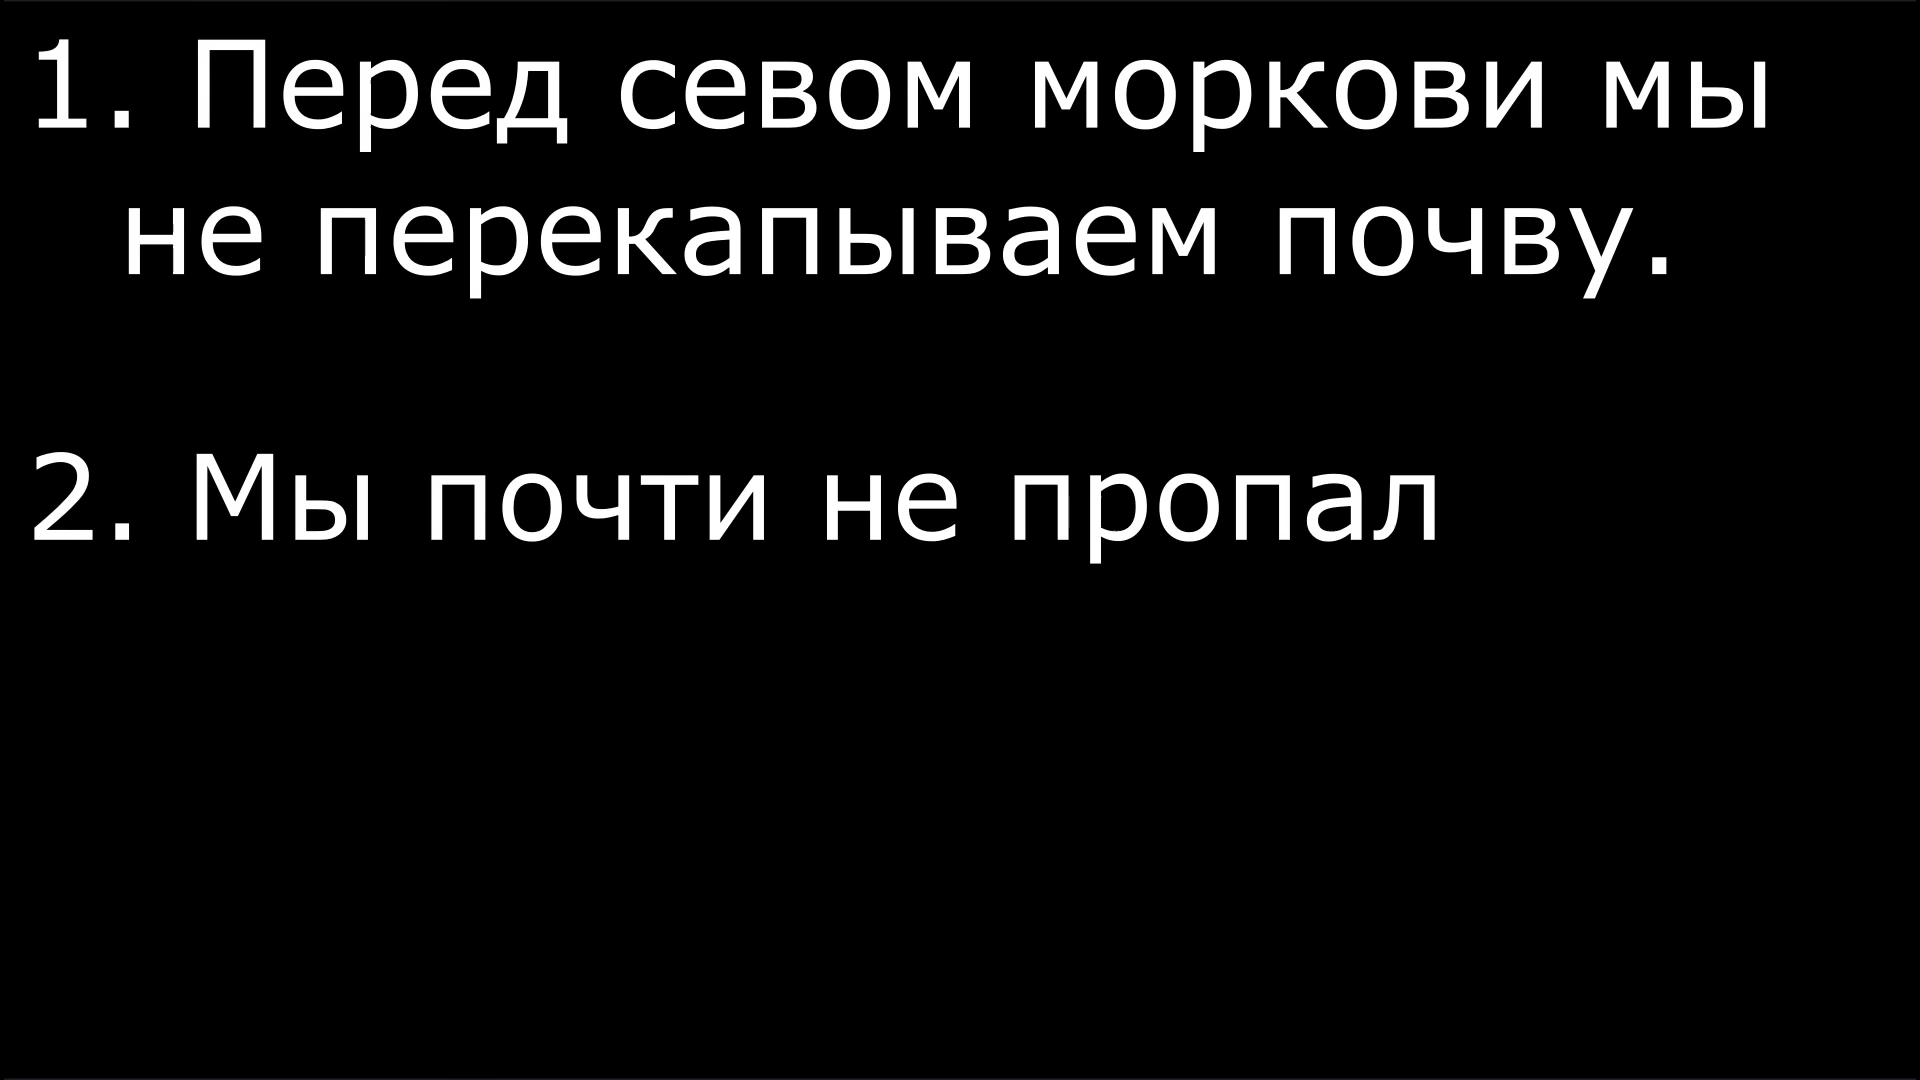 1. Перед севом моркови мы
не перекапываем почву.
2. Мы почти не пропал